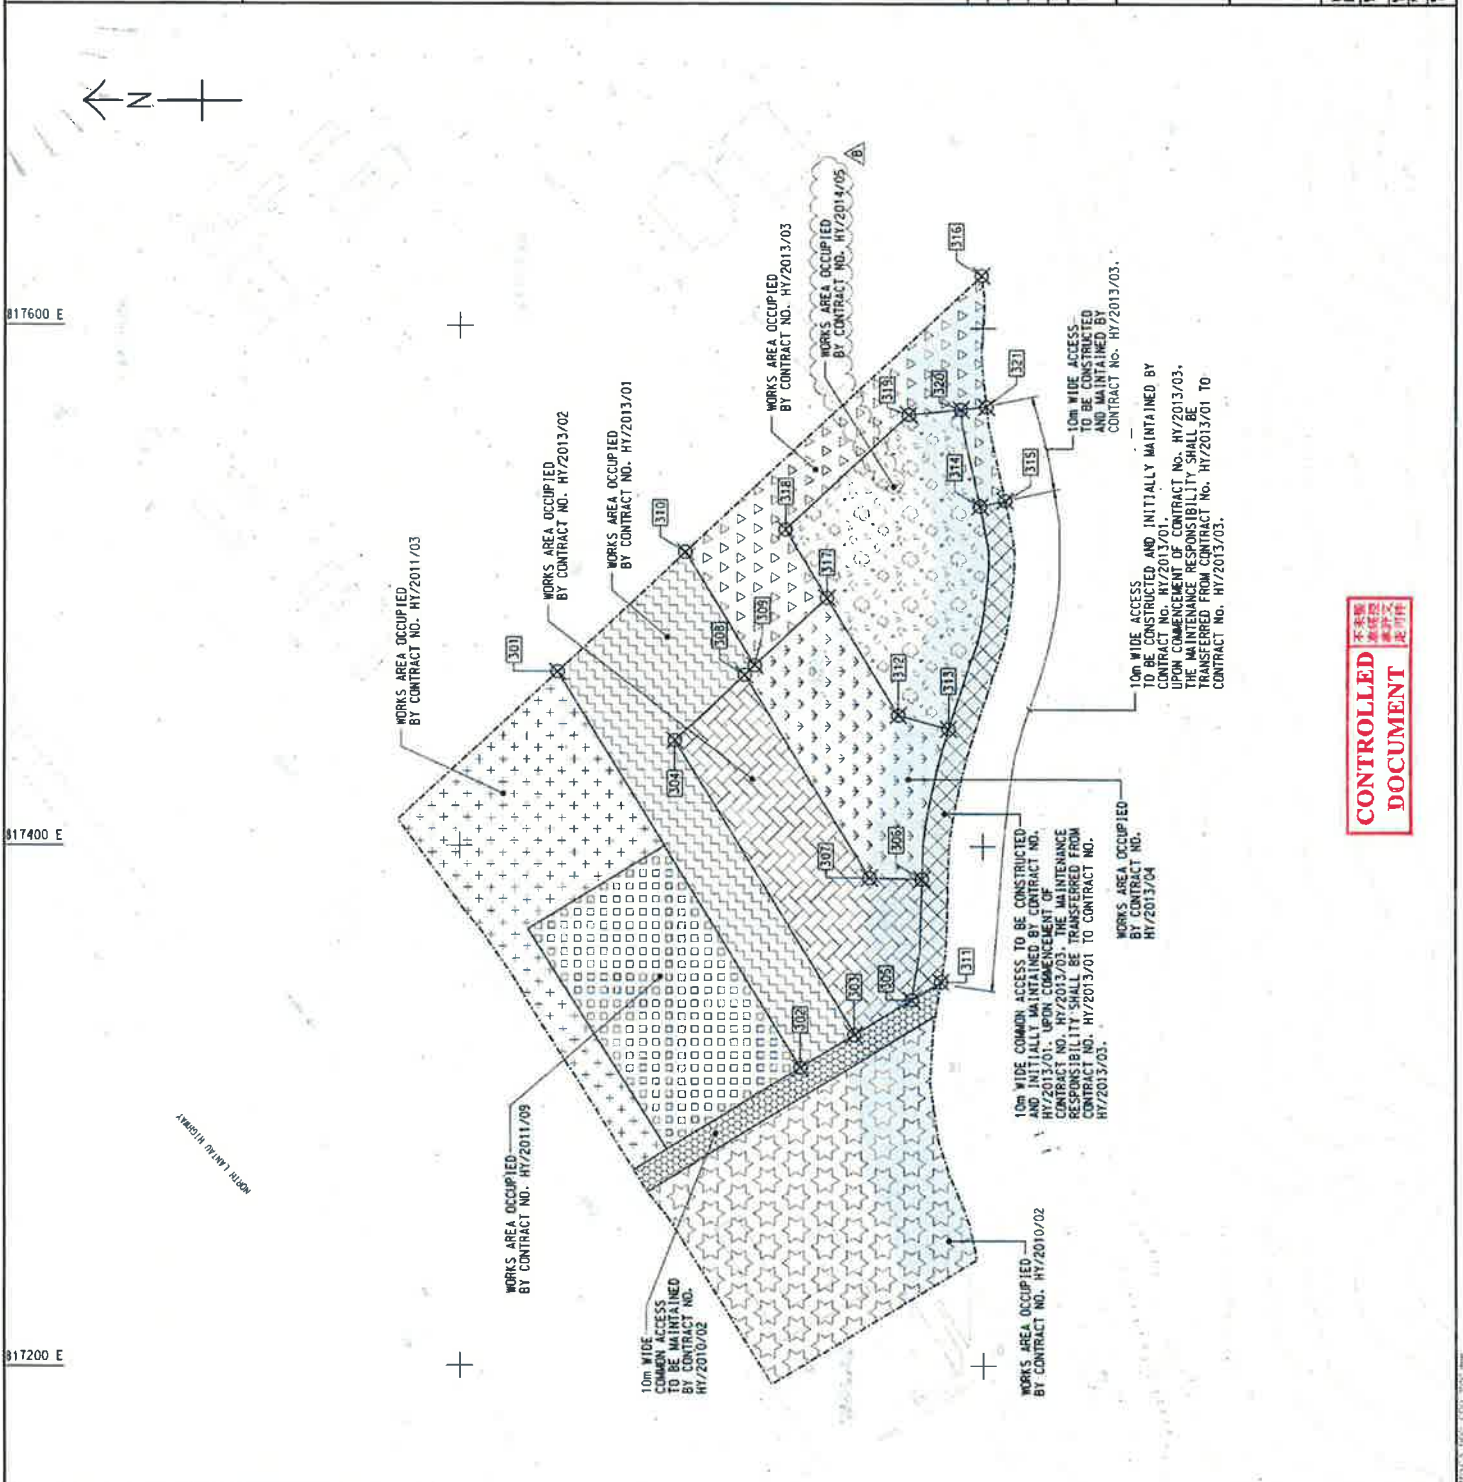 N
817600 E
817400 E
817200 E
NORTH LANTAU HIGHWAY
WORKS AREA OCCUPIED
BY CONTRACT NO. HY/2011/03
WORKS AREA OCCUPIED
BY CONTRACT NO. HY/2013/02
WORKS AREA OCCUPIED
BY CONTRACT NO. HY/2013/01
WORKS AREA OCCUPIED
BY CONTRACT NO. HY/2013/03
WORKS AREA OCCUPIED
BY CONTRACT NO. HY/2014/05
B
WORKS AREA OCCUPIED
BY CONTRACT NO. HY/2011/09
10m WIDE
COMMON ACCESS
TO BE MAINTAINED
BY CONTRACT NO.
HY/2010/02
WORKS AREA OCCUPIED
BY CONTRACT NO. HY/2010/02
10m WIDE COMMON ACCESS TO BE CONSTRUCTED
AND INITIALLY MAINTAINED BY CONTRACT NO.
HY/2013/01. UPON COMMENCEMENT OF
CONTRACT NO. HY/2013/03, THE MAINTENANCE
RESPONSIBILITY SHALL BE TRANSFERRED FROM
CONTRACT NO. HY/2013/01 TO CONTRACT NO.
HY/2013/03.
WORKS AREA OCCUPIED
BY CONTRACT NO.
HY/2013/04
10m WIDE ACCESS
TO BE CONSTRUCTED AND INITIALLY MAINTAINED BY
CONTRACT No. HY/2013/01.
UPON COMMENCEMENT OF CONTRACT No. HY/2013/03,
THE MAINTENANCE RESPONSIBILITY SHALL BE
TRANSFERRED FROM CONTRACT No. HY/2013/01 TO
CONTRACT No. HY/2013/03.
10m WIDE ACCESS
TO BE CONSTRUCTED
AND MAINTAINED BY
CONTRACT No. HY/2013/03.
301
302
303
304
305
306
307
308
309
310
311
312
313
314
315
316
317
318
319
320
321
CONTROLLED
DOCUMENT